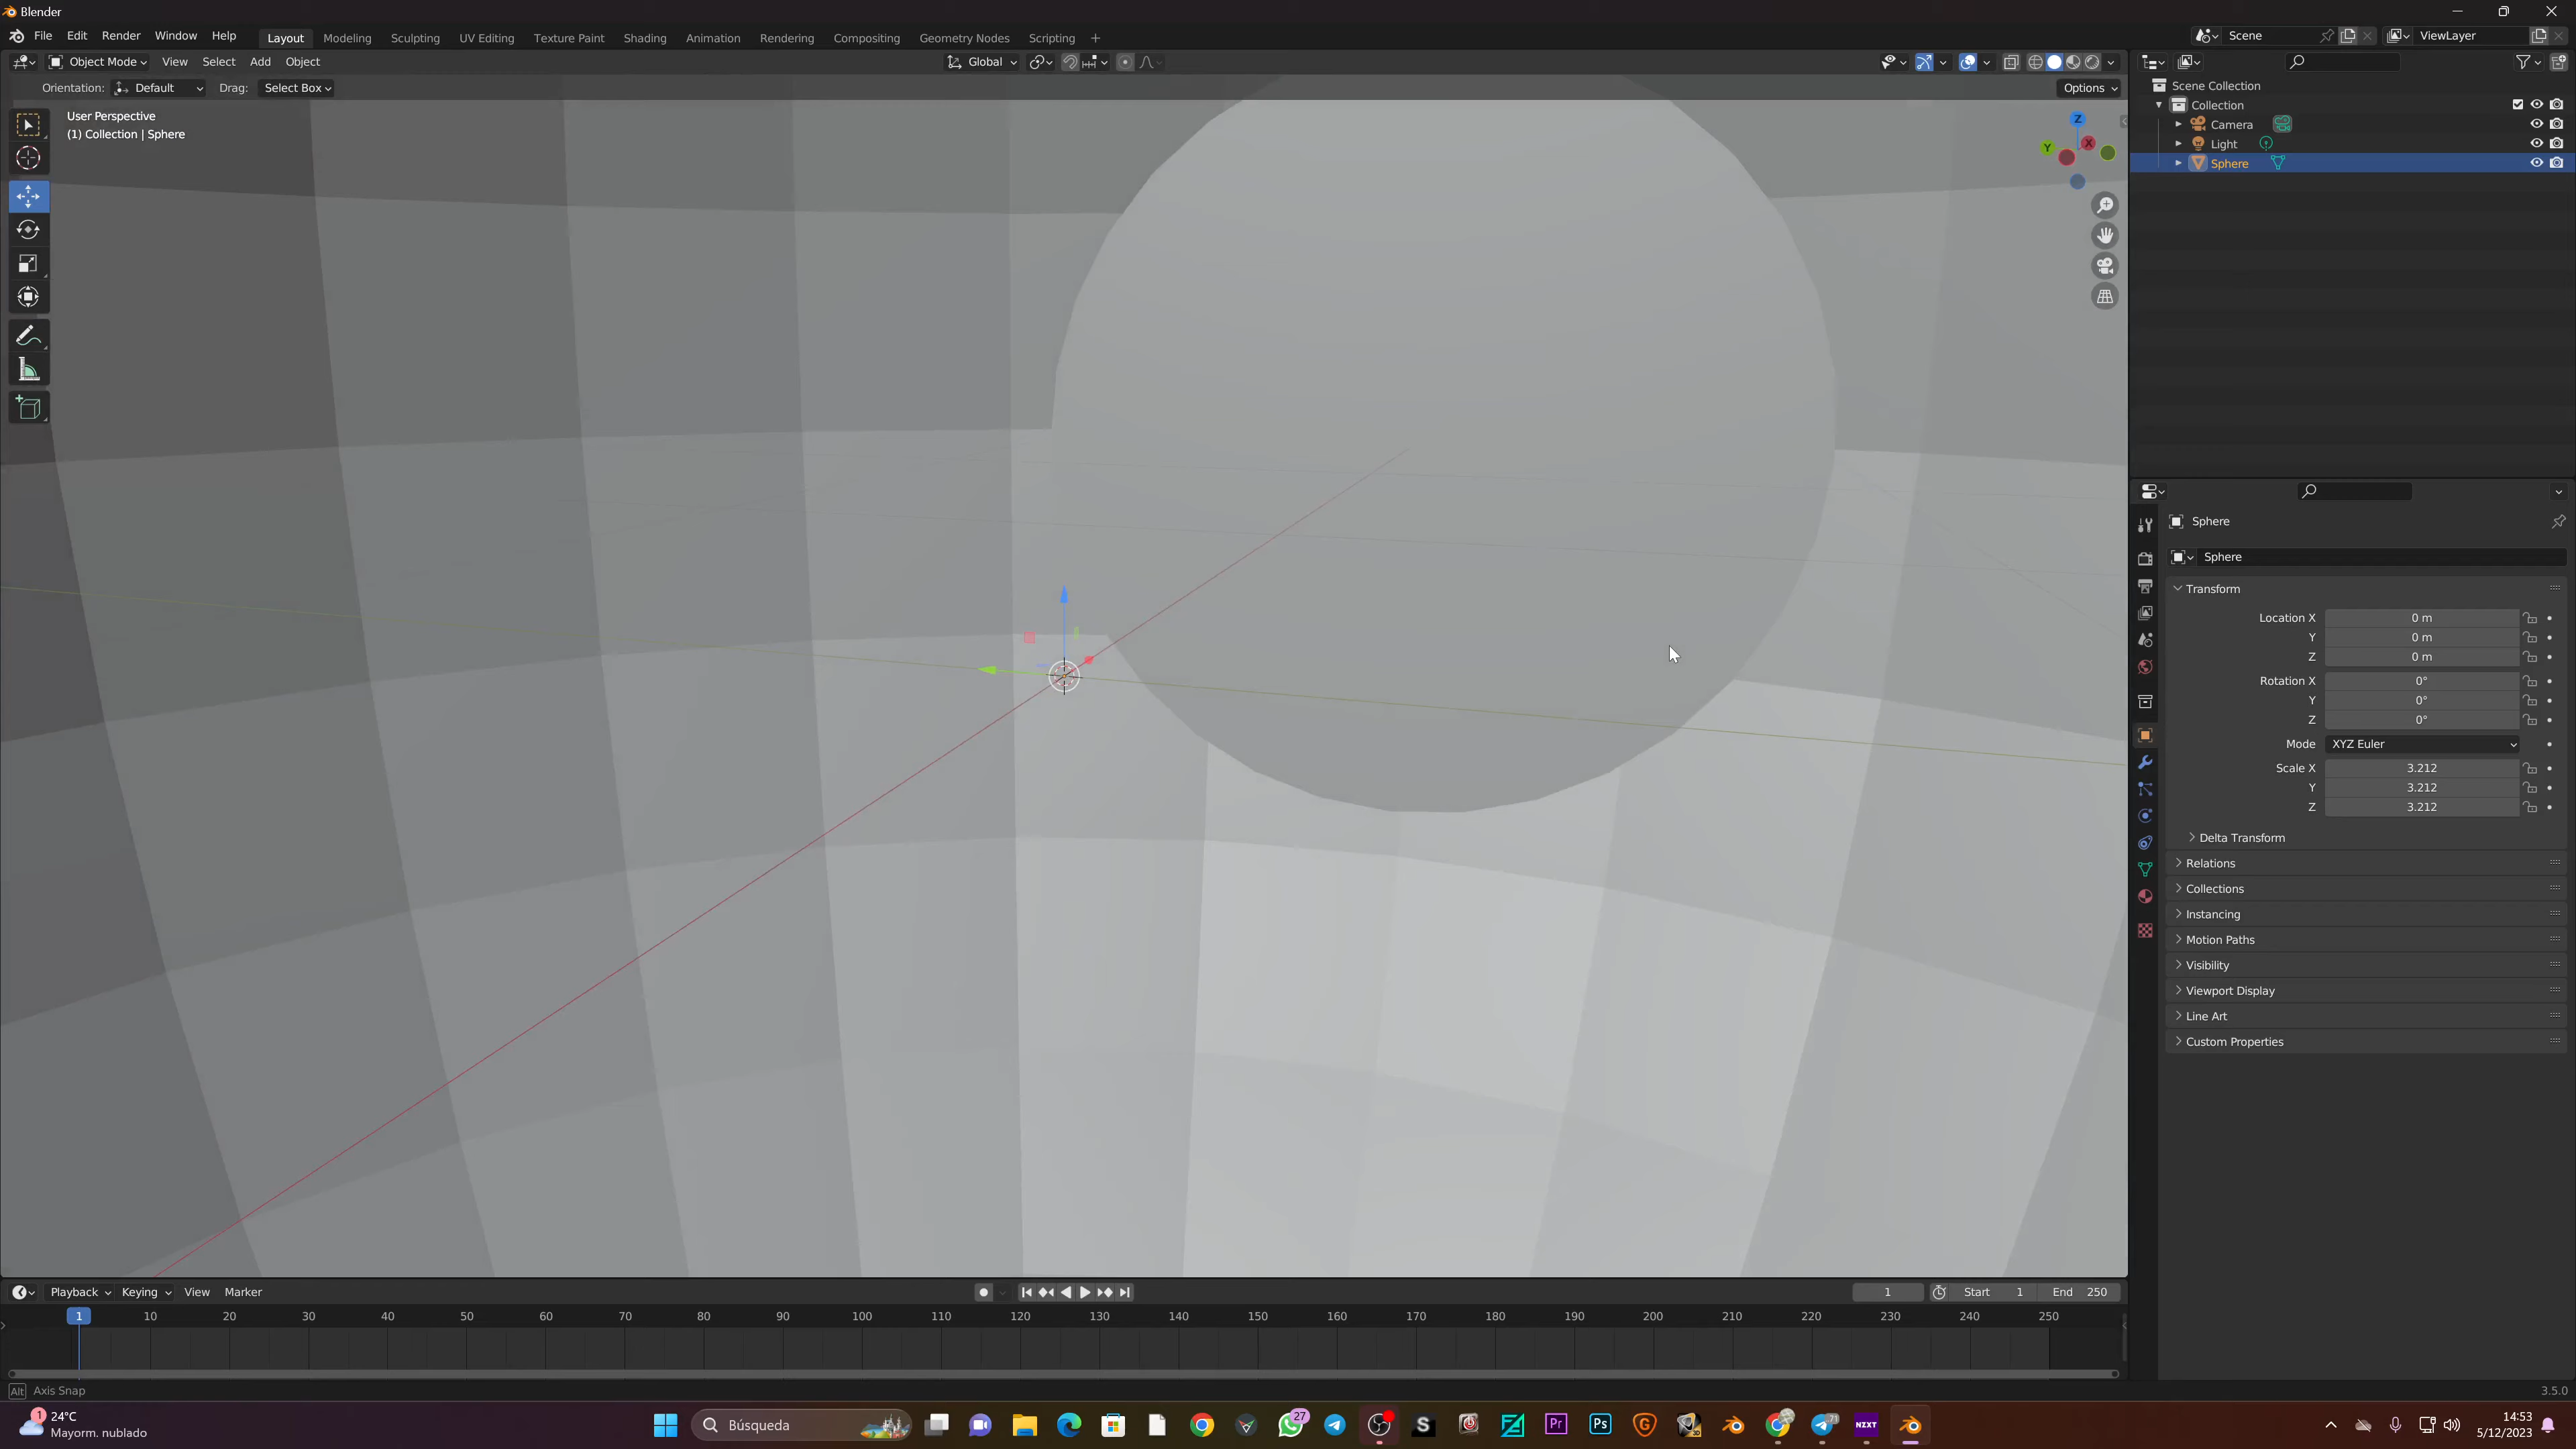 Blender
File Edit Render Window Help Layout Modeling Sculpting UV Editing Texture Paint Shading Animation Rendering Compositing Geometry Nodes Scripting + Scene ViewLayer
Object Mode View Select Add Object Global
Orientation: Default Drag: Select Box Options
User Perspective
(1) Collection | Sphere
Z
Y X
Scene Collection
Collection
Camera
Light
Sphere
Sphere
Sphere
Transform
Location X 0 m
Y 0 m
Z 0 m
Rotation X 0°
Y 0°
Z 0°
Mode XYZ Euler
Scale X 3.212
Y 3.212
Z 3.212
Delta Transform
Relations
Collections
Instancing
Motion Paths
Visibility
Viewport Display
Line Art
Custom Properties
Playback Keying View Marker 1 Start 1 End 250
1 10 20 30 40 50 60 70 80 90 100 110 120 130 140 150 160 170 180 190 200 210 220 230 240 250
Alt Axis Snap 3.5.0
1 24°C
Mayorm. nublado
Búsqueda
27
S
Pr
Ps
G
71
NZXT
14:53
5/12/2023